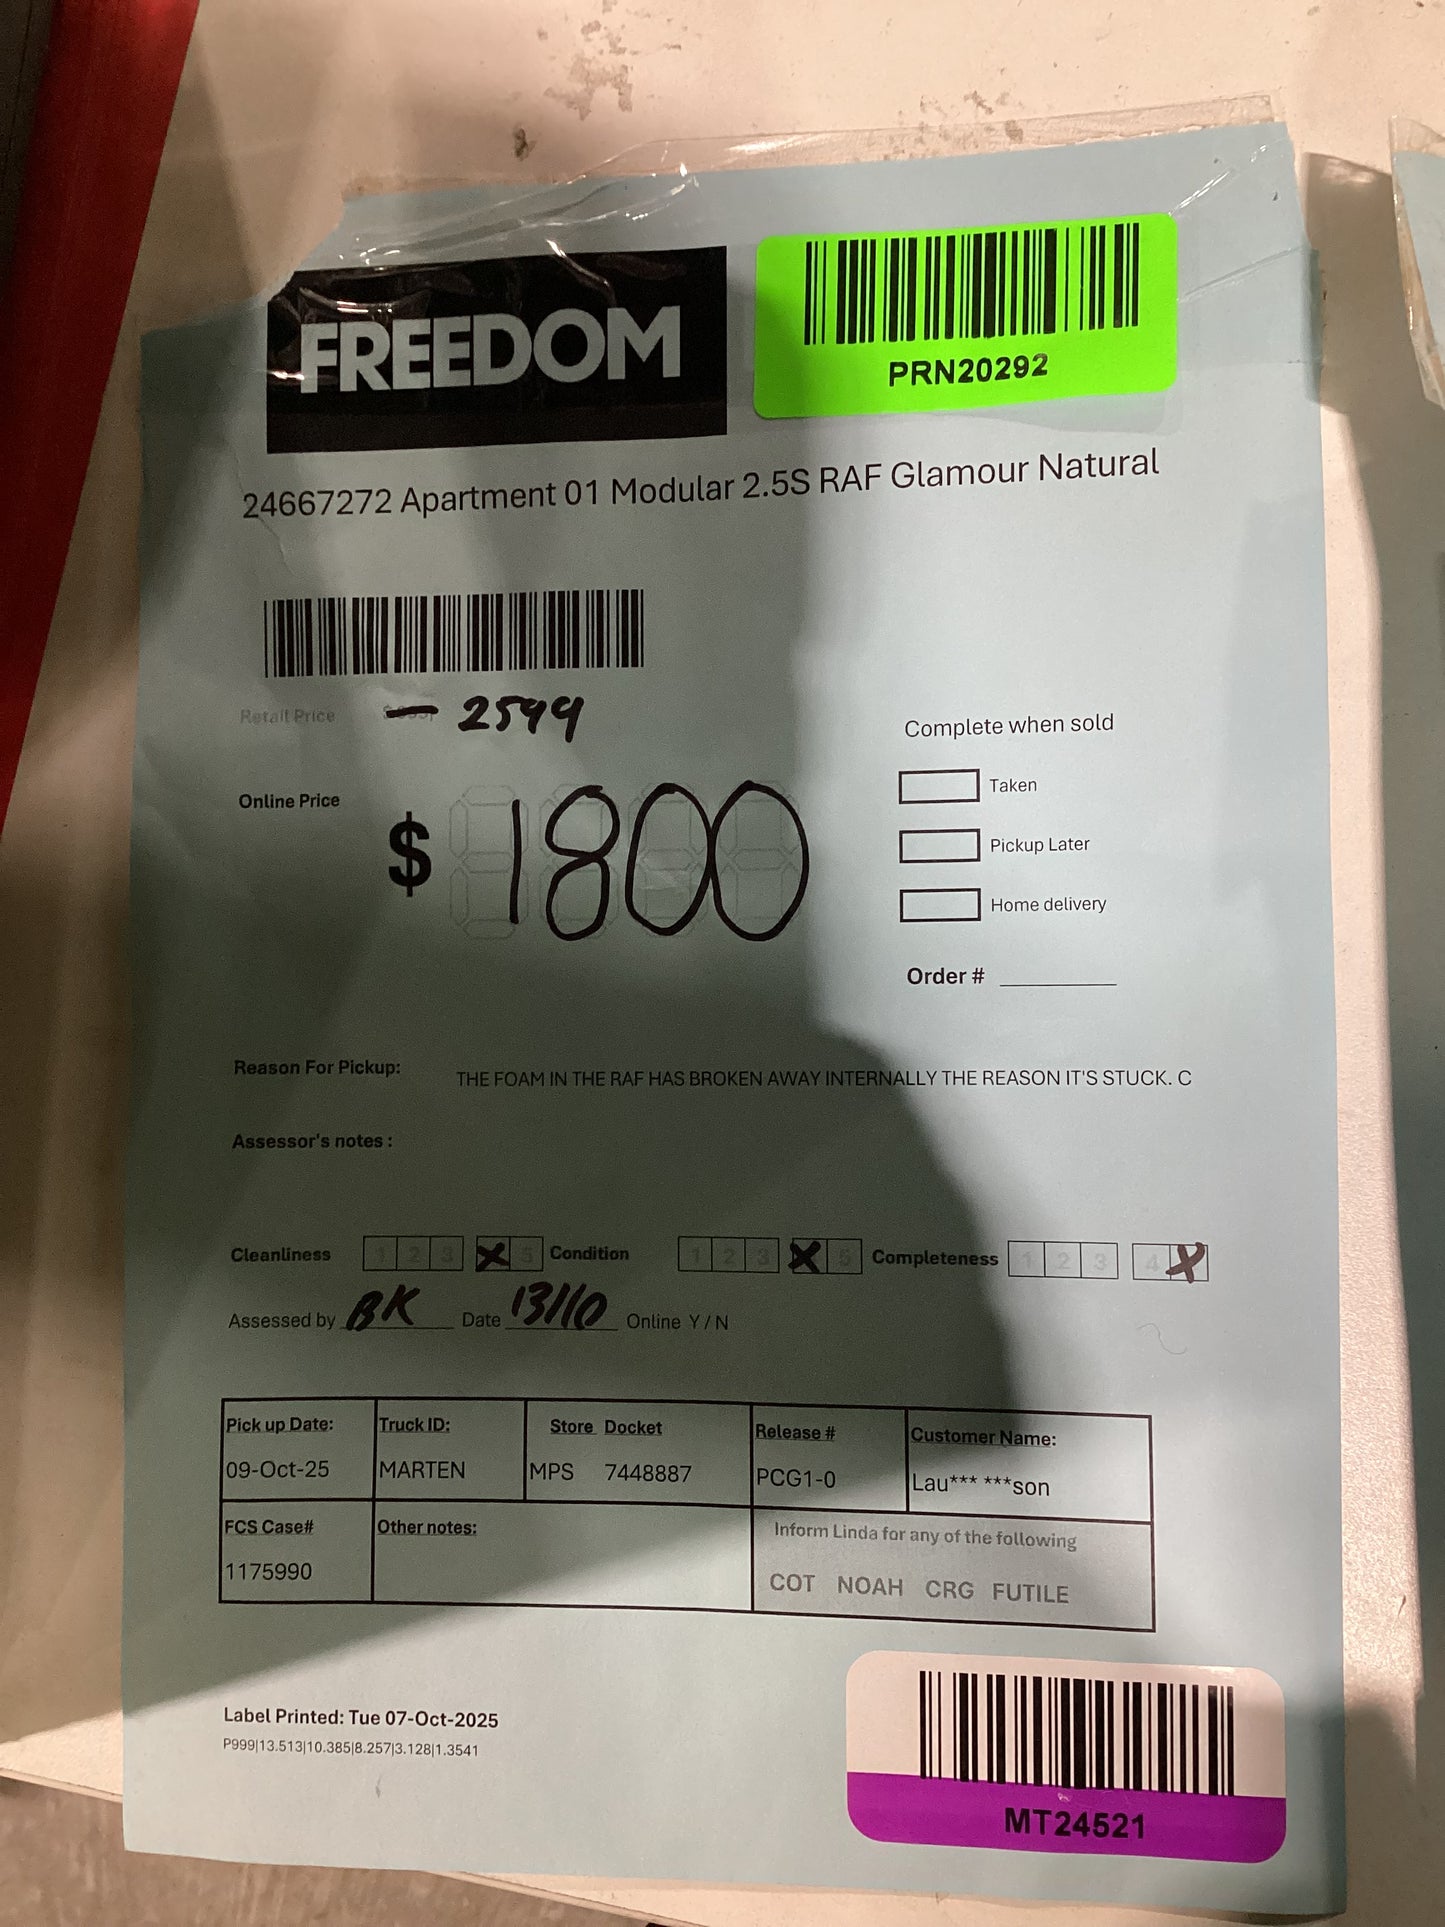 FREEDOM
PRN20292
24667272 Apartment 01 Modular 2.5S RAF Glamour Natural
Retail Price 2599
Complete when sold
Online Price $ 1800
Taken
Pickup Later
Home delivery
Order #
Reason For Pickup: THE FOAM IN THE RAF HAS BROKEN AWAY INTERNALLY THE REASON IT'S STUCK. C
Assessor's notes :
Cleanliness 1 2 3 X 5 Condition 1 2 3 X 5 Completeness 1 2 3 4 X
Assessed by BK Date 13/10 Online Y / N
Pick up Date: Truck ID: Store Docket Release # Customer Name:
09-Oct-25 MARTEN MPS 7448887 PCG1-0 Lau*** ***son
FCS Case# Other notes: Inform Linda for any of the following
1175990 COT NOAH CRG FUTILE
Label Printed: Tue 07-Oct-2025
P999|13.513|10.385|8.257|3.128|1.3541
MT24521